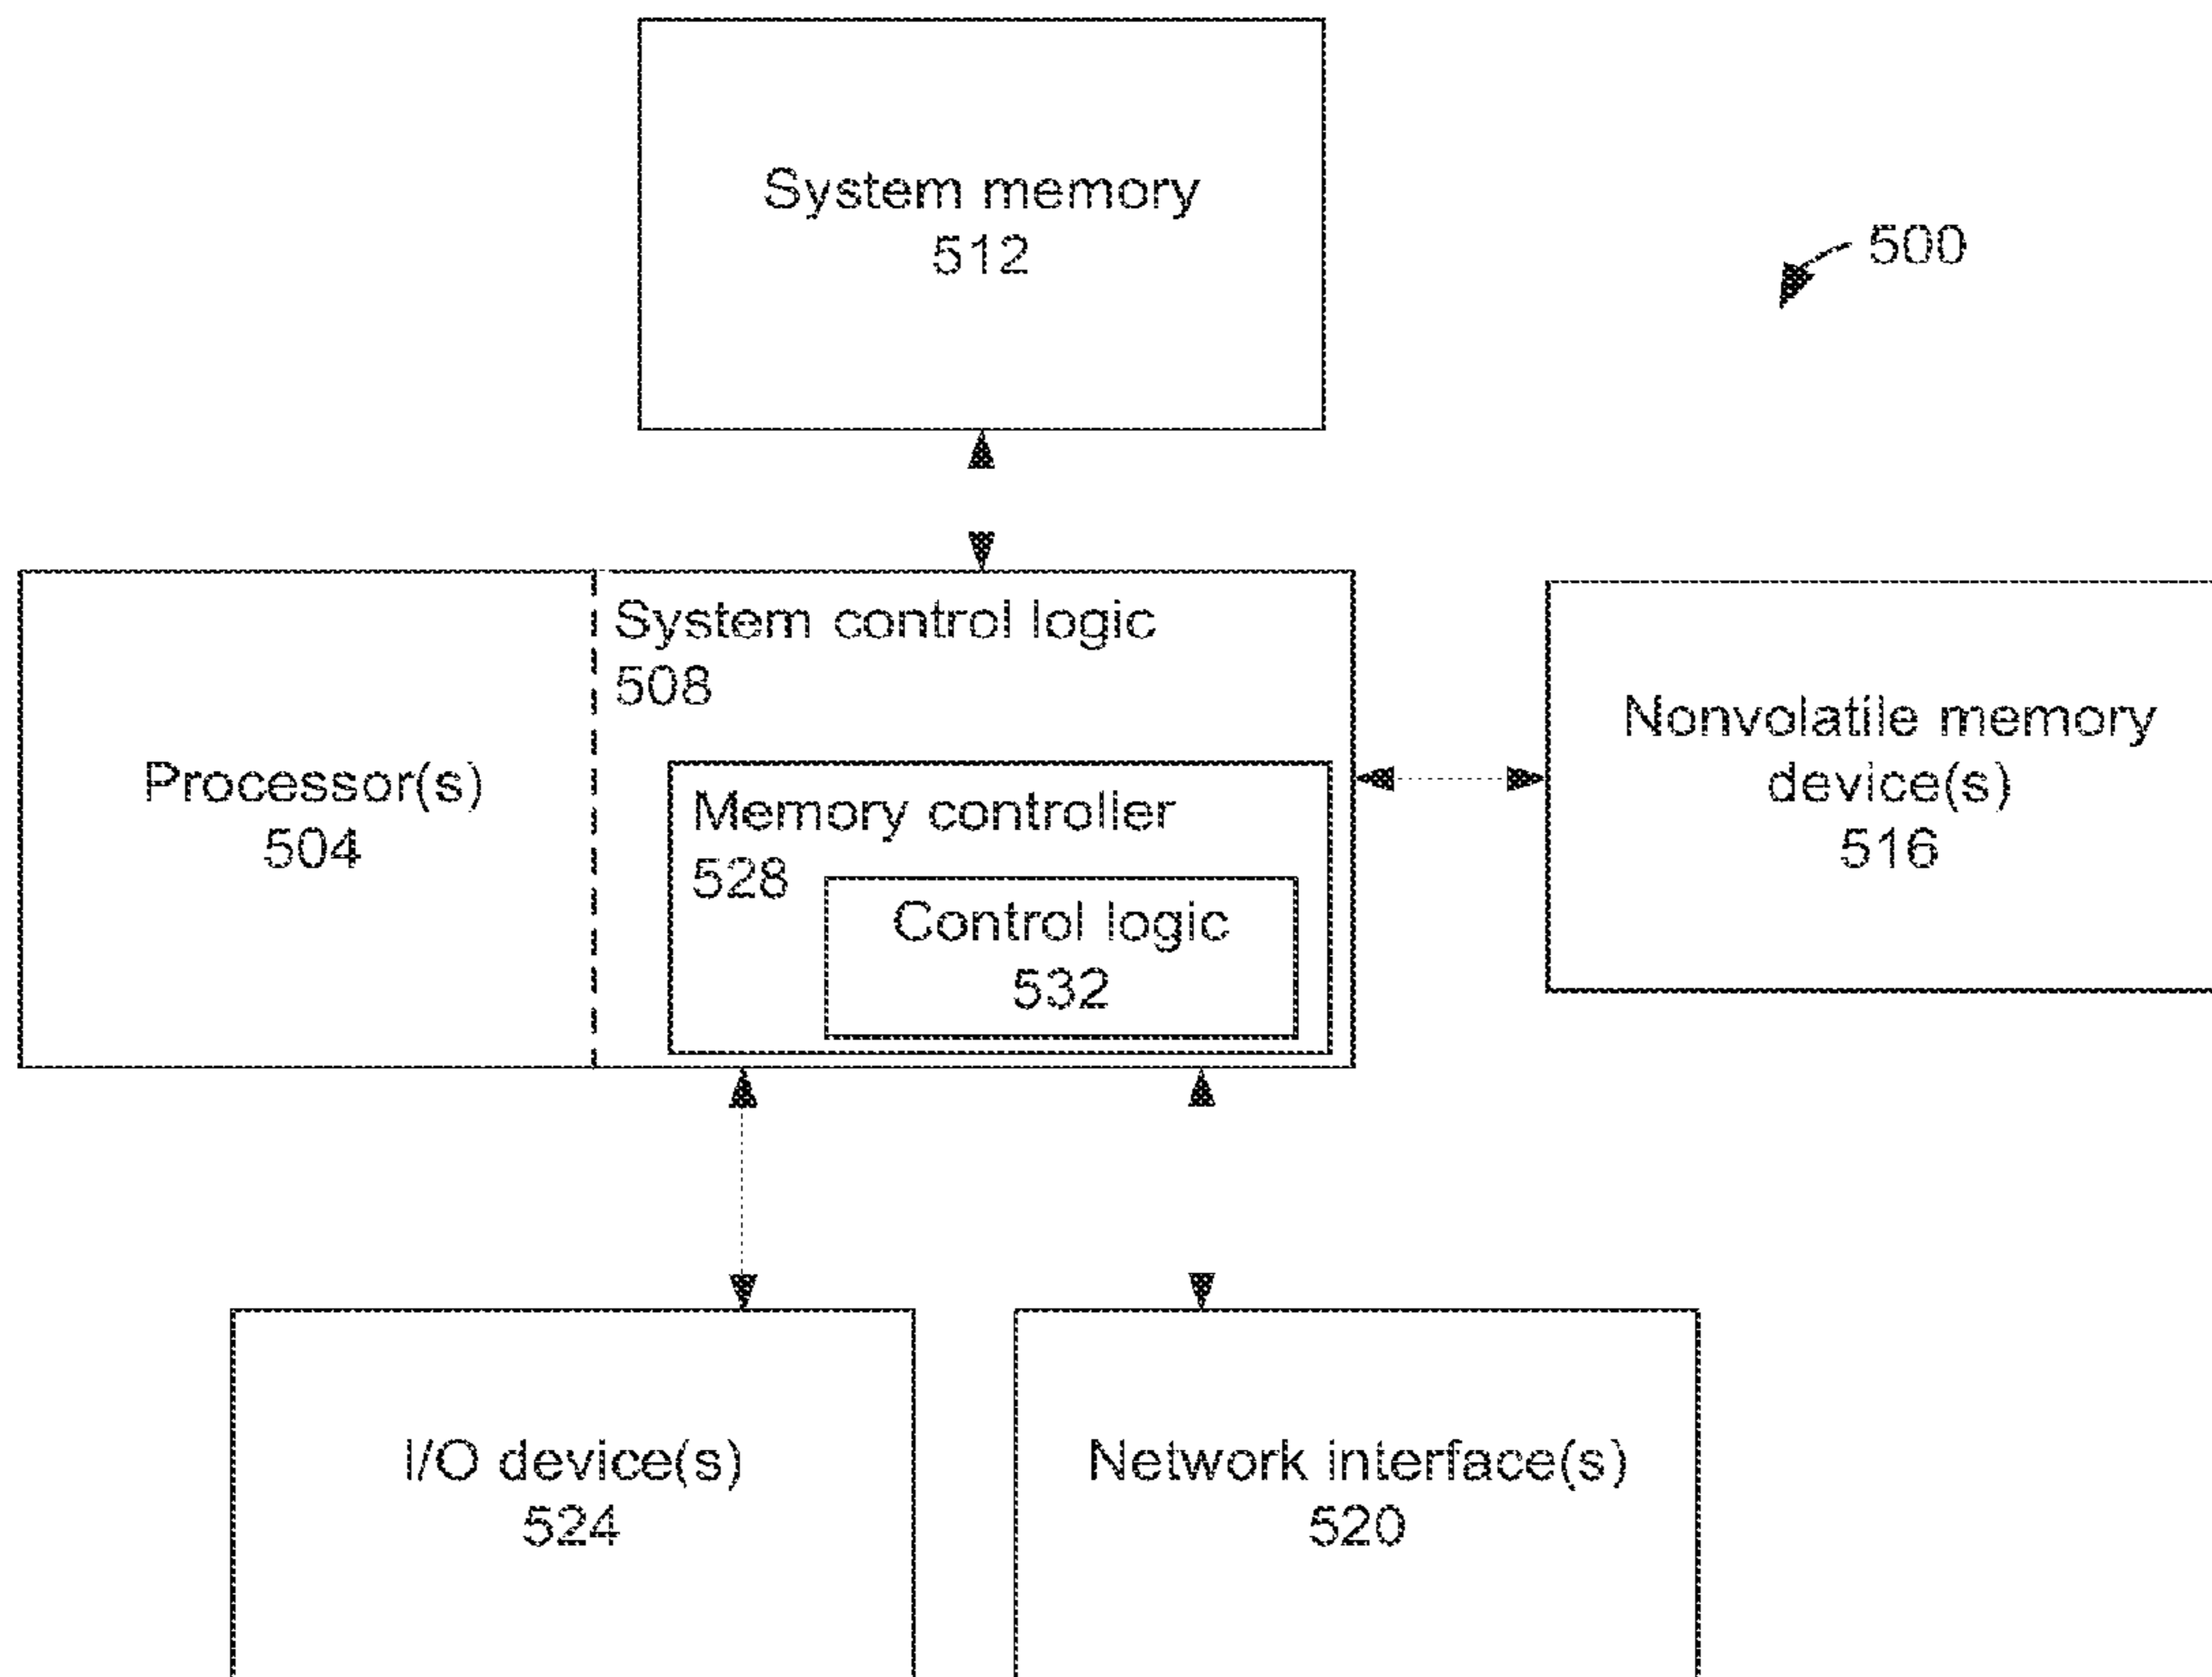 System memory
512
500
System control logic
508
Processor(s)
504
Memory controller
528
Control logic
532
Nonvolatile memory
device(s)
516
I/O device(s)
524
Network interface(s)
520